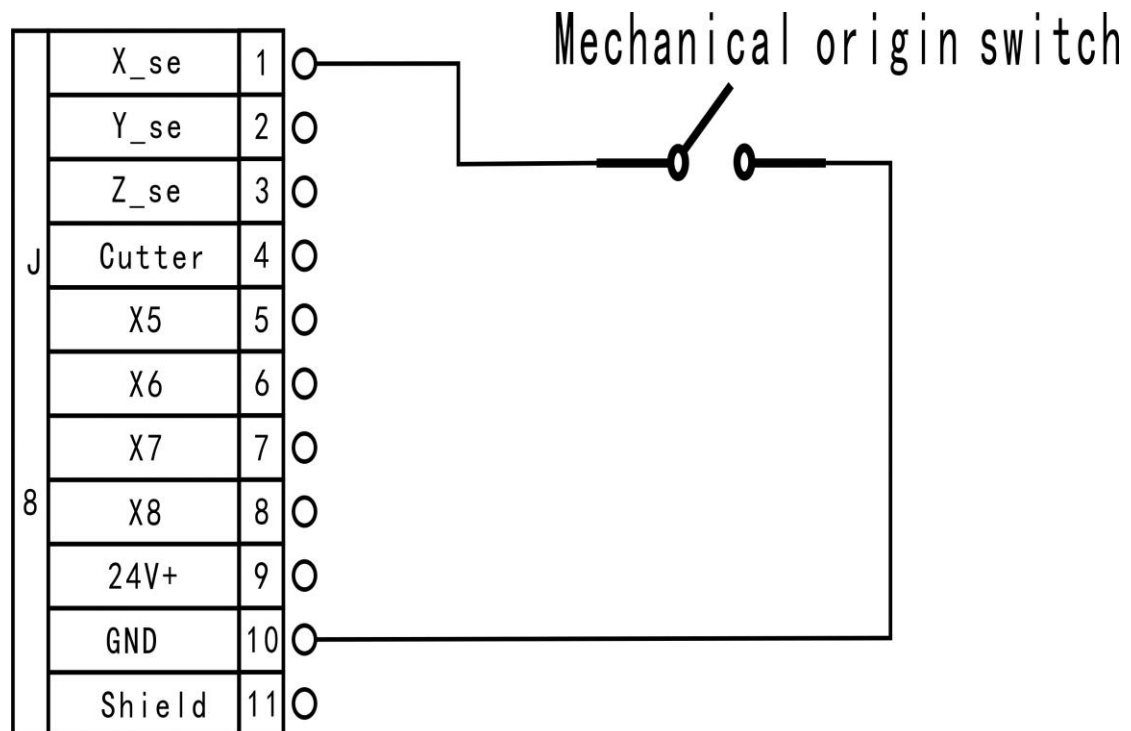 Mechanical origin switch
J8
X_se 1
Y_se 2
Z_se 3
Cutter 4
X5 5
X6 6
X7 7
X8 8
24V+ 9
GND 10
Shield 11